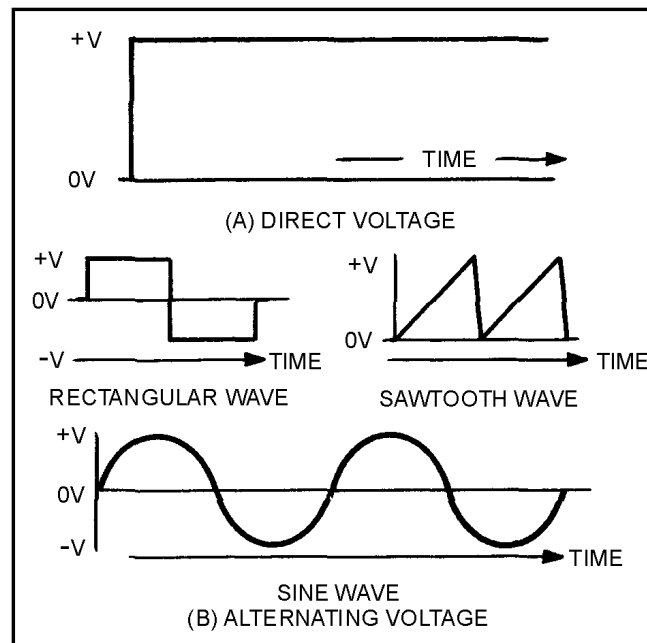 +V
TIME
0V
(A) DIRECT VOLTAGE
+V
0V
-V
TIME
RECTANGULAR WAVE
+V
0V
TIME
SAWTOOTH WAVE
+V
0V
-V
TIME
SINE WAVE
(B) ALTERNATING VOLTAGE